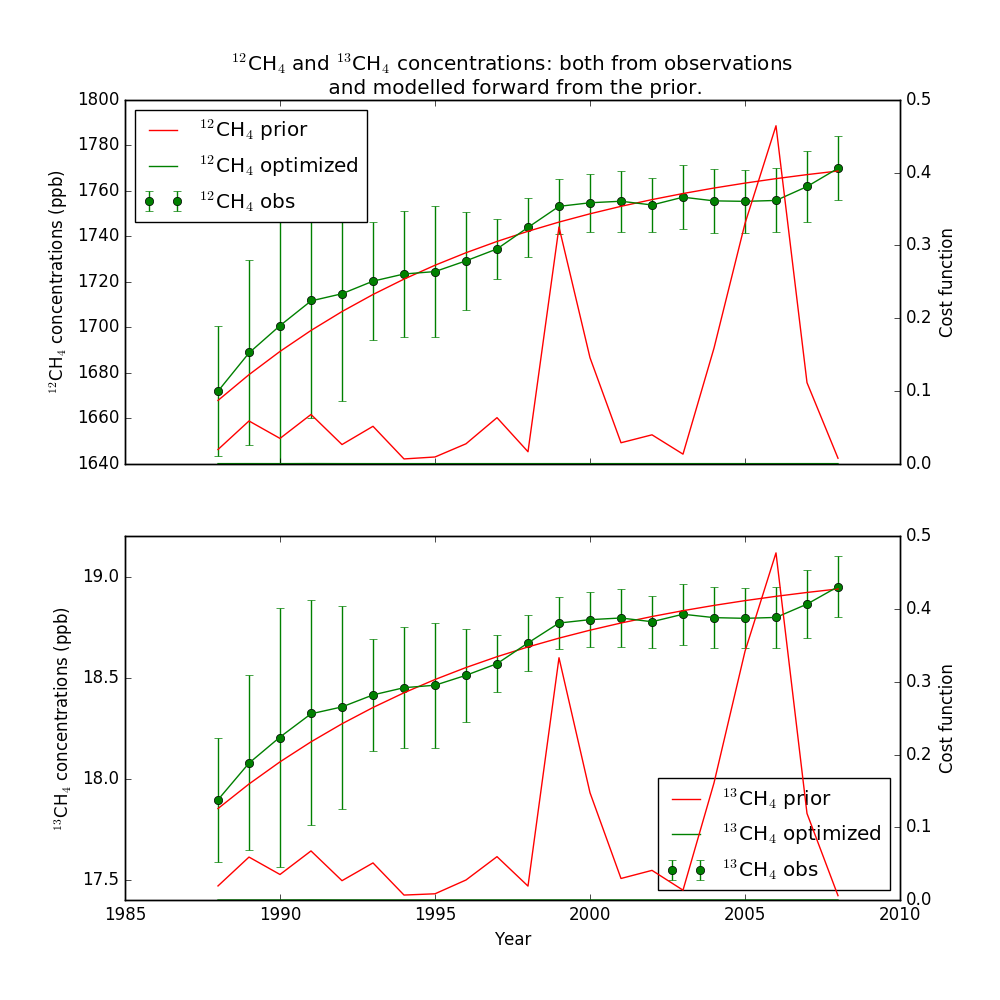 ¹²CH₄ and ¹³CH₄ concentrations: both from observations
and modelled forward from the prior.
1800
1780
1760
1740
1720
1700
1680
1660
1640
¹²CH₄ concentrations (ppb)
¹²CH₄ prior
¹²CH₄ optimized
¹²CH₄ obs
0.5
0.4
0.3
0.2
0.1
0.0
Cost function
19.0
18.5
18.0
17.5
¹³CH₄ concentrations (ppb)
¹³CH₄ prior
¹³CH₄ optimized
¹³CH₄ obs
0.5
0.4
0.3
0.2
0.1
0.0
Cost function
1985 1990 1995 2000 2005 2010
Year